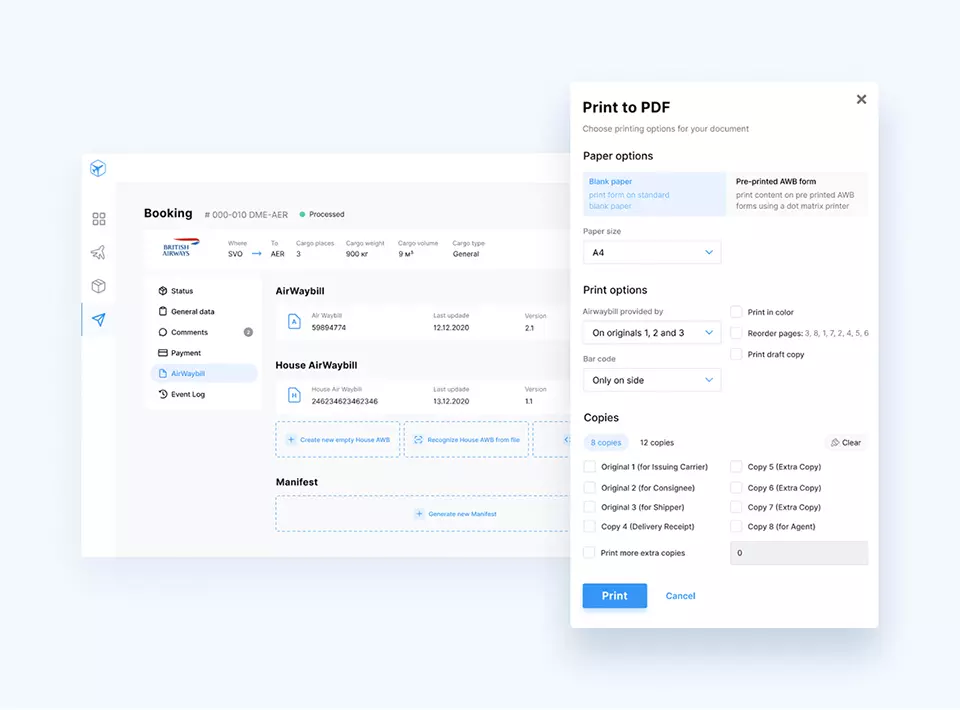 Booking
# 000-010 DME-AER
Processed
BRITISH
AIRWAYS
Where
SVO
To
AER
Cargo places
3
Cargo weight
900 кг
Cargo volume
9 м³
Cargo type
General
Status
General data
Comments
Payment
AirWaybill
Event Log
AirWaybill
A
Air Waybill
59894774
Last updade
12.12.2020
Version
2.1
House AirWaybill
H
House Air Waybill
246234623462346
Last updade
13.12.2020
Version
1.1
Create new empty House AWB
Recognize House AWB from file
Manifest
Generate new Manifest
Print to PDF
Choose printing options for your document
Paper options
Blank paper
print form on standard
blank paper
Pre-printed AWB form
print content on pre printed AWB
forms using a dot matrix printer
Paper size
A4
Print options
Airwaybill provided by
On originals 1, 2 and 3
Bar code
Only on side
Print in color
Reorder pages: 3, 8, 1, 7, 2, 4, 5, 6
Print draft copy
Copies
8 copies
12 copies
Clear
Original 1 (for Issuing Carrier)
Original 2 (for Consignee)
Original 3 (for Shipper)
Copy 4 (Delivery Receipt)
Copy 5 (Extra Copy)
Copy 6 (Extra Copy)
Copy 7 (Extra Copy)
Copy 8 (for Agent)
Print more extra copies
0
Print
Cancel